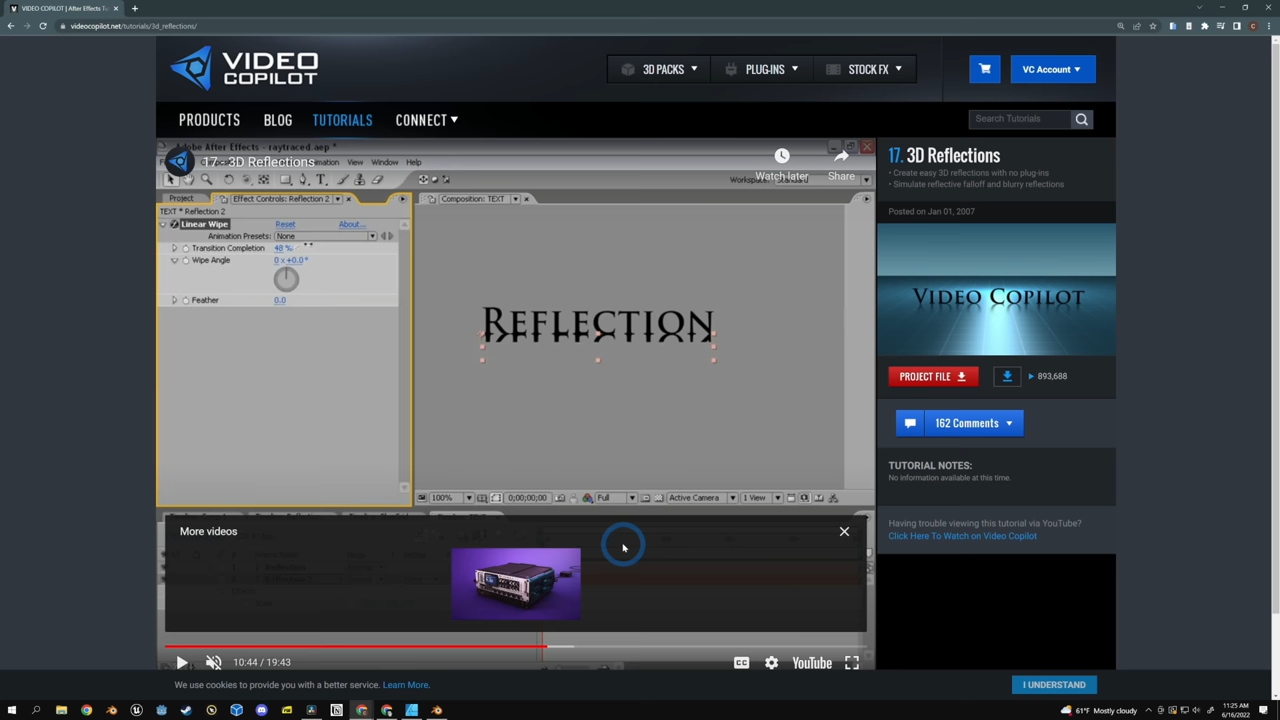 VIDEO COPILOT | After Effects T
videocopilot.net/tutorials/3d_reflections/
VIDEO
COPILOT
3D PACKS
PLUG-INS
STOCK FX
VC Account
PRODUCTS
BLOG
TUTORIALS
CONNECT
Search Tutorials
Adobe After Effects - raytraced.aep *
17 - 3D Reflections
View
Window
Help
Watch later
Share
Project
Effect Controls: Reflection 2
Composition: TEXT
TEXT * Reflection 2
Linear Wipe
Reset
About...
Animation Presets:
None
Transition Completion
48 %
Wipe Angle
0 x +0.0°
Feather
0.0
REFLECTION
100%
0;00;00;00
Full
Active Camera
1 View
More videos
10:44 / 19:43
CC
YouTube
17. 3D Reflections
• Create easy 3D reflections with no plug-ins
• Simulate reflective falloff and blurry reflections
Posted on Jan 01, 2007
VIDEO COPILOT
PROJECT FILE
893,688
162 Comments
TUTORIAL NOTES:
No information available at this time.
Having trouble viewing this tutorial via YouTube?
Click Here To Watch on Video Copilot
We use cookies to provide you with a better service. Learn More.
I UNDERSTAND
61°F Mostly cloudy
11:25 AM
6/16/2022